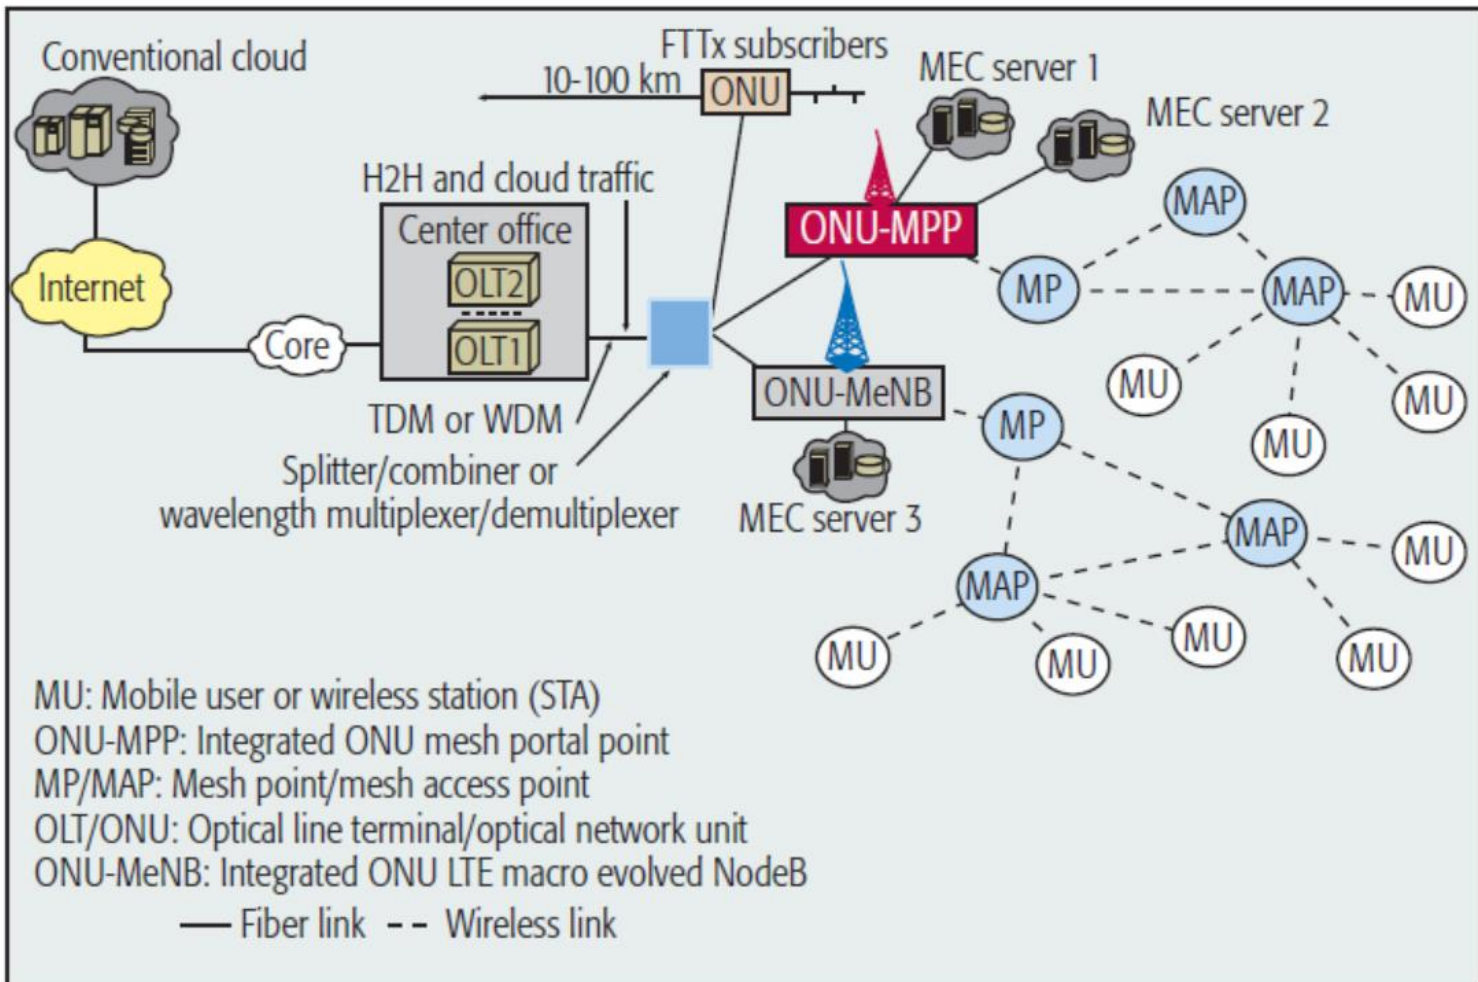 Conventional cloud
FTTx subscribers
10-100 km
ONU
MEC server 1
MEC server 2
H2H and cloud traffic
Center office
OLT2
OLT1
Internet
Core
ONU-MPP
MAP
MP
MAP
MU
MU
MU
MU
ONU-MeNB
MP
MEC server 3
TDM or WDM
Splitter/combiner or
wavelength multiplexer/demultiplexer
MAP
MU
MAP
MU
MU
MU
MU
MU: Mobile user or wireless station (STA)
ONU-MPP: Integrated ONU mesh portal point
MP/MAP: Mesh point/mesh access point
OLT/ONU: Optical line terminal/optical network unit
ONU-MeNB: Integrated ONU LTE macro evolved NodeB
Fiber link
Wireless link